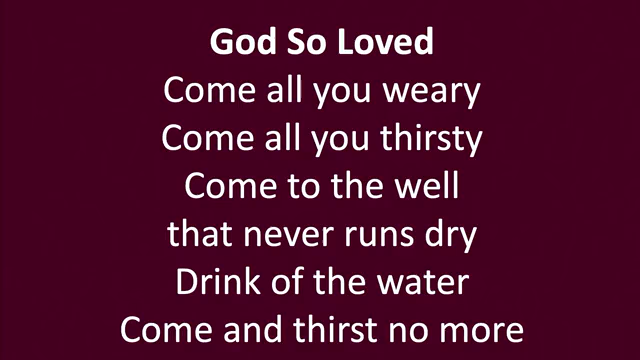 God So Loved
Come all you weary
Come all you thirsty
Come to the well
that never runs dry
Drink of the water
Come and thirst no more